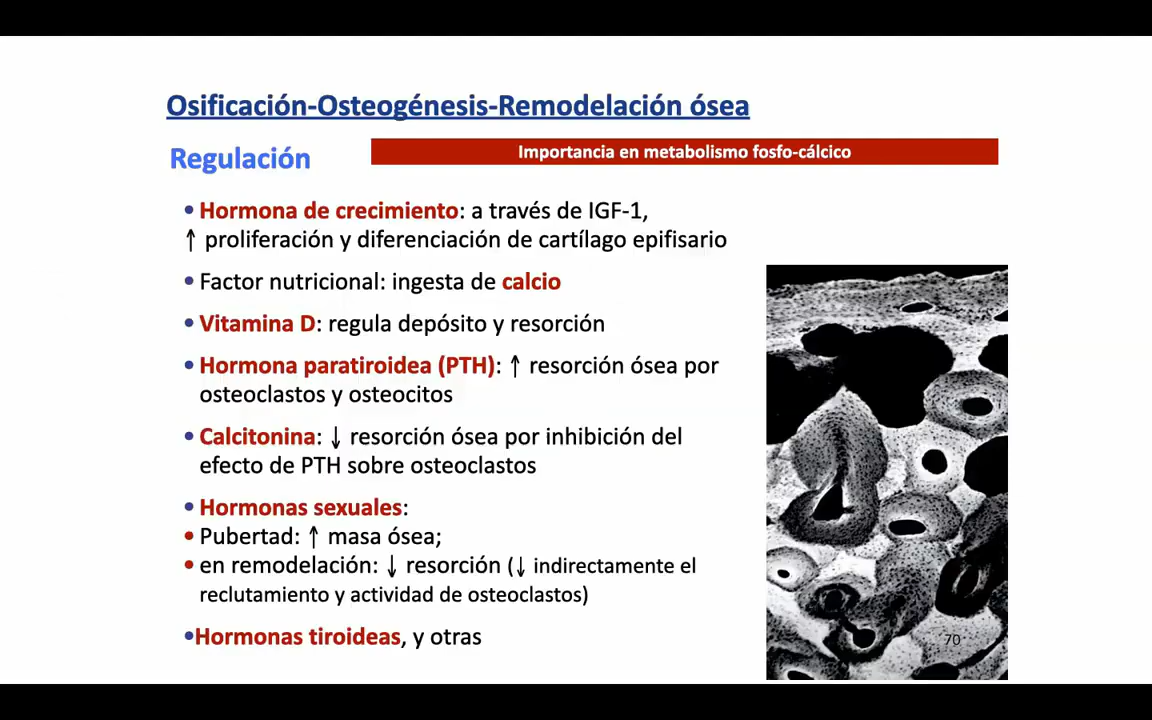 Osificación-Osteogénesis-Remodelación ósea
Regulación
Importancia en metabolismo fosfo-cálcico
• Hormona de crecimiento: a través de IGF-1,
↑ proliferación y diferenciación de cartílago epifisario
• Factor nutricional: ingesta de calcio
• Vitamina D: regula depósito y resorción
• Hormona paratiroidea (PTH): ↑ resorción ósea por
osteoclastos y osteocitos
• Calcitonina: ↓ resorción ósea por inhibición del
efecto de PTH sobre osteoclastos
• Hormonas sexuales:
• Pubertad: ↑ masa ósea;
• en remodelación: ↓ resorción (↓ indirectamente el
reclutamiento y actividad de osteoclastos)
•Hormonas tiroideas, y otras
70